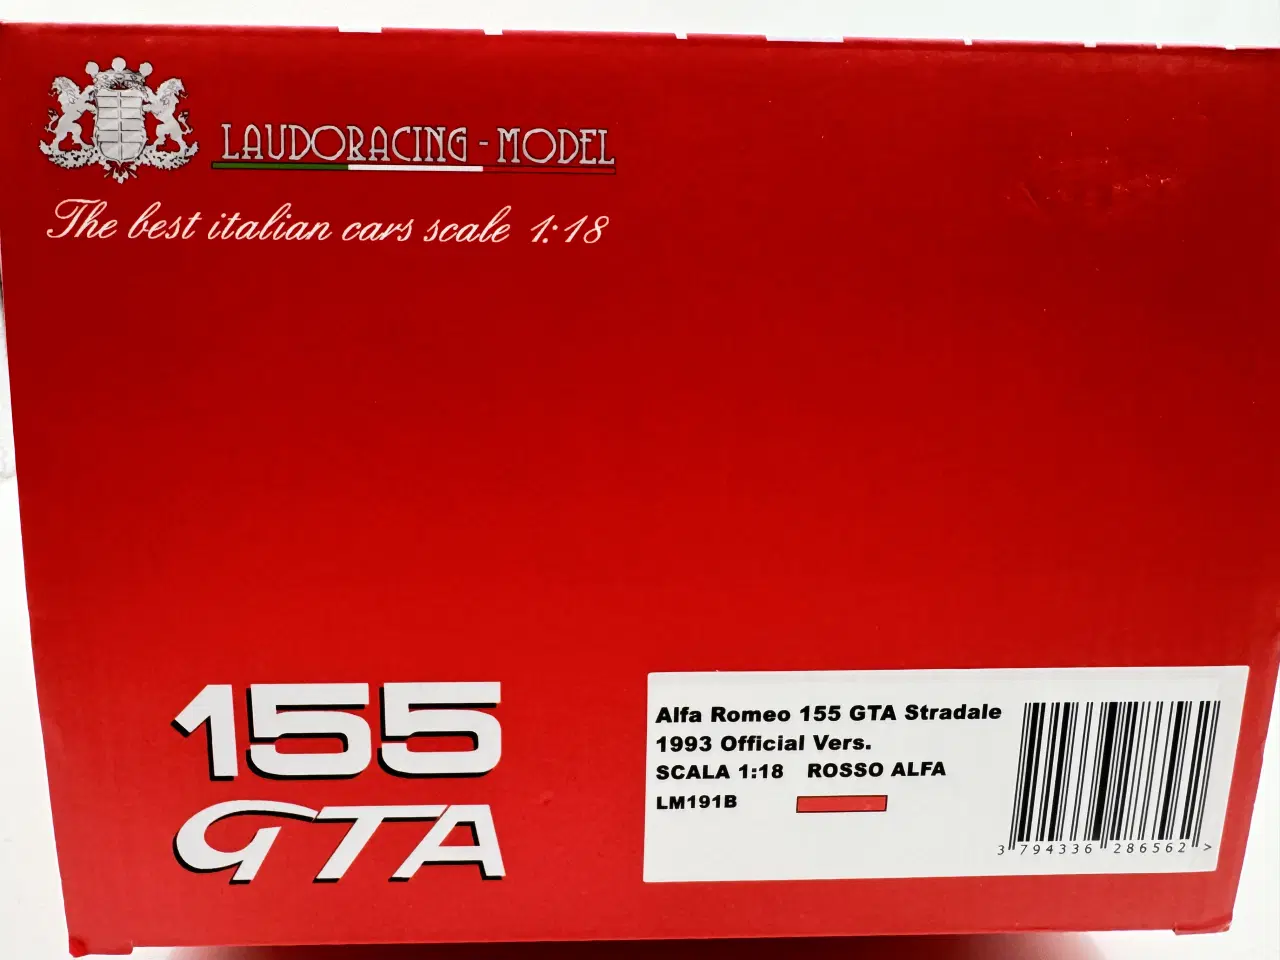 LAUDORACING - MODEL
The best italian cars scale 1:18
155
GTA
Alfa Romeo 155 GTA Stradale
1993 Official Vers.
SCALA 1:18 ROSSO ALFA
LM191B
3 794336 286562 >